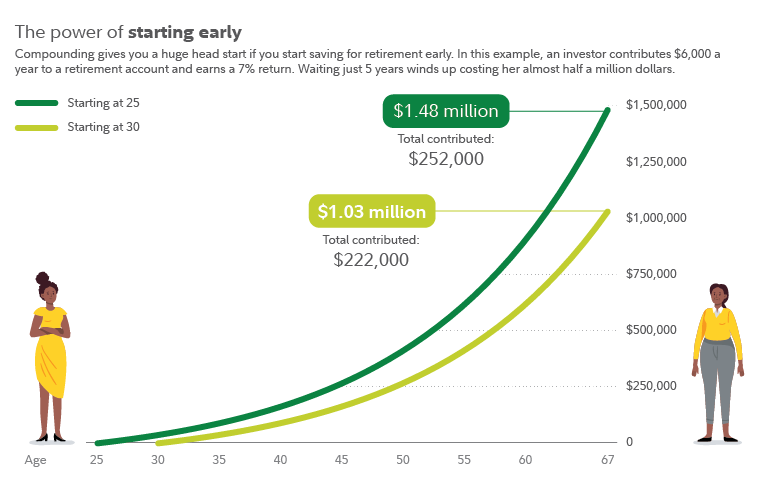 The power of starting early
Compounding gives you a huge head start if you start saving for retirement early. In this example, an investor contributes $6,000 a
year to a retirement account and earns a 7% return. Waiting just 5 years winds up costing her almost half a million dollars.
Starting at 25
Starting at 30
$1.48 million
Total contributed:
$252,000
$1.03 million
Total contributed:
$222,000
$1,500,000
$1,250,000
$1,000,000
$750,000
$500,000
$250,000
0
Age 25 30 35 40 45 50 55 60 67